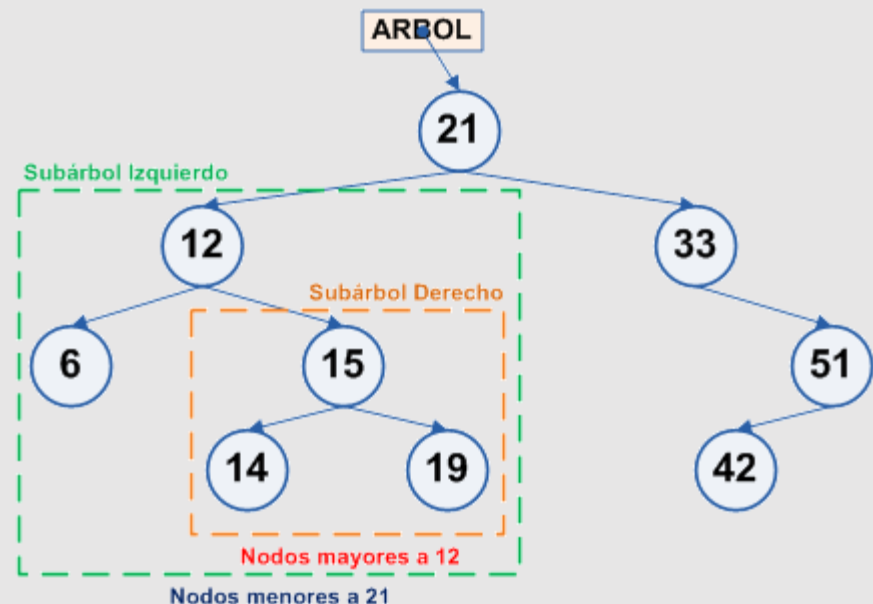 ARBOL
21
Subárbol Izquierdo
12
33
Subárbol Derecho
6
15
51
14
19
42
Nodos mayores a 12
Nodos menores a 21